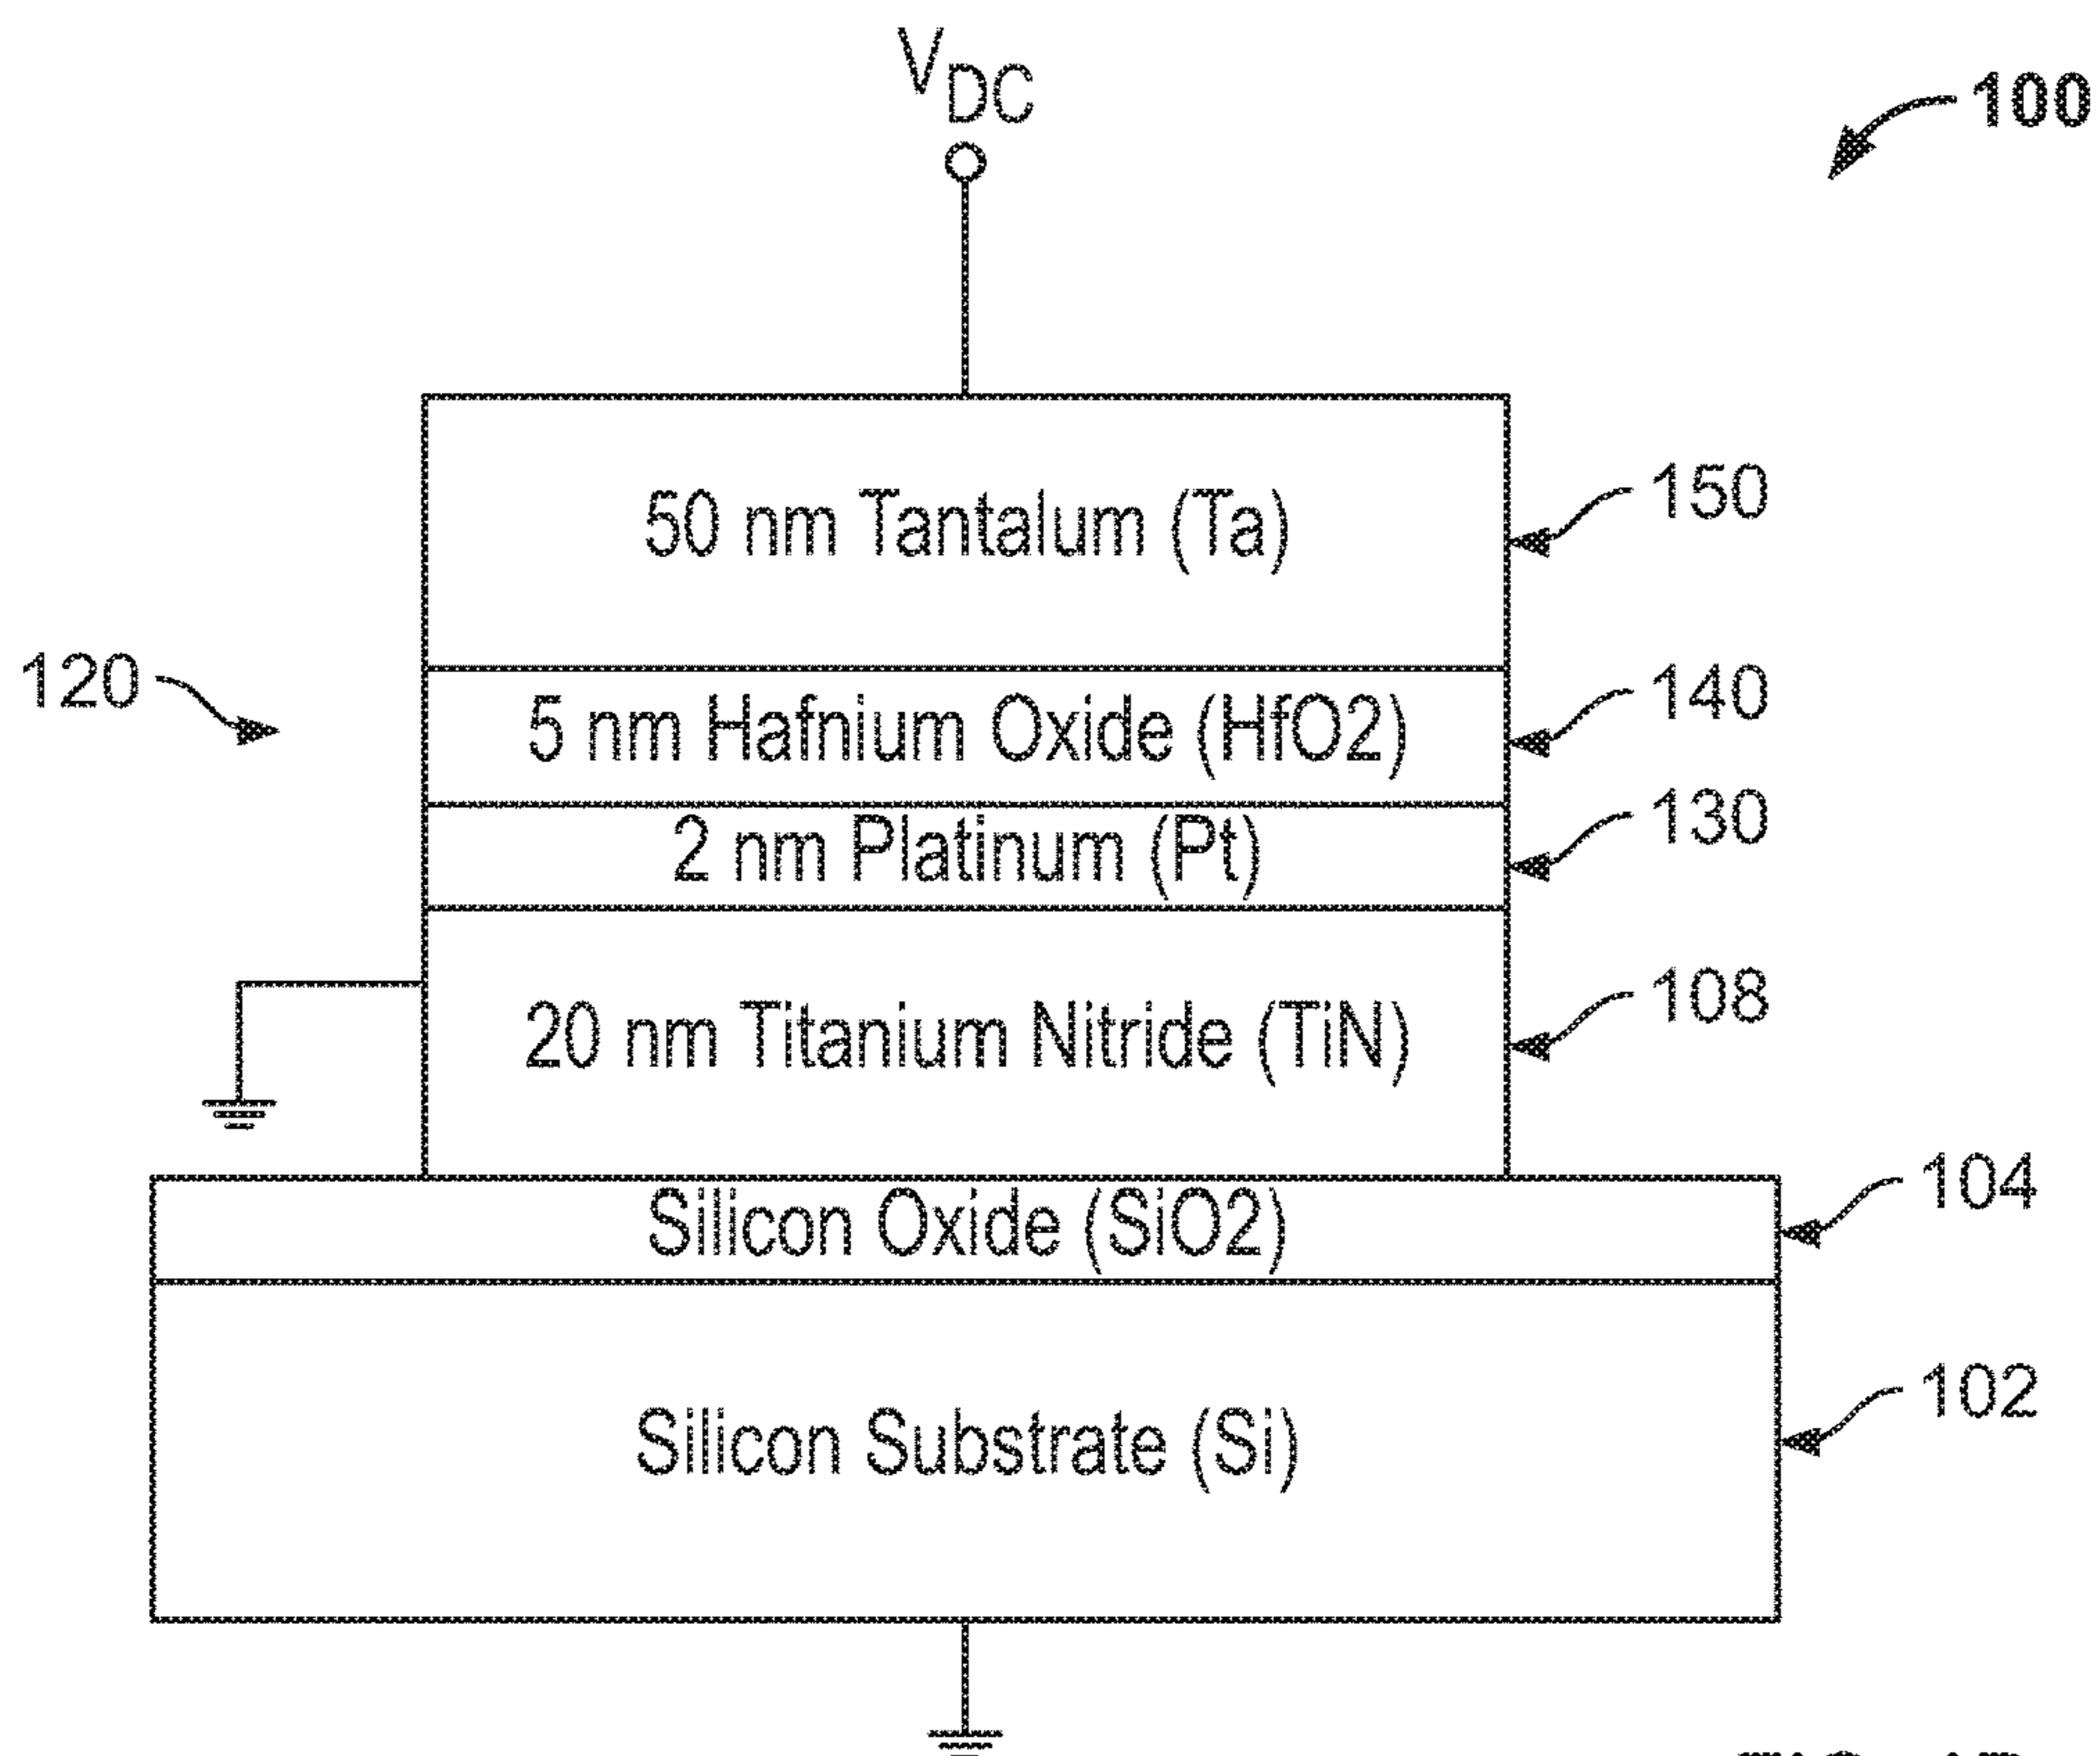 VDC
100
50 nm Tantalum (Ta)
150
120
5 nm Hafnium Oxide (HfO2)
140
2 nm Platinum (Pt)
130
20 nm Titanium Nitride (TiN)
108
Silicon Oxide (SiO2)
104
Silicon Substrate (Si)
102